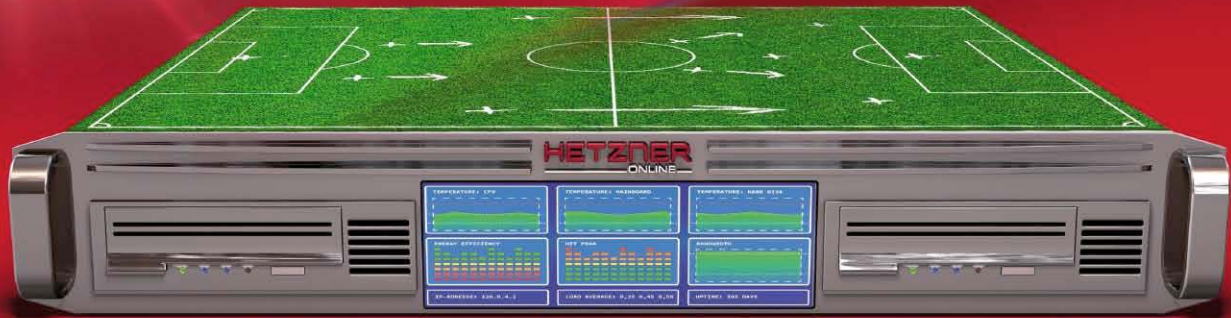 HETZNER
ONLINE
TEMPERATURE: CPU
TEMPERATURE: MAINBOARD
TEMPERATURE: HARD DISK
ENERGY EFFICIENCY
HIT PEAK
BANDWIDTH
IP-ADRESSE:
LOAD AVERAGE:
UPTIME: 365 DAYS